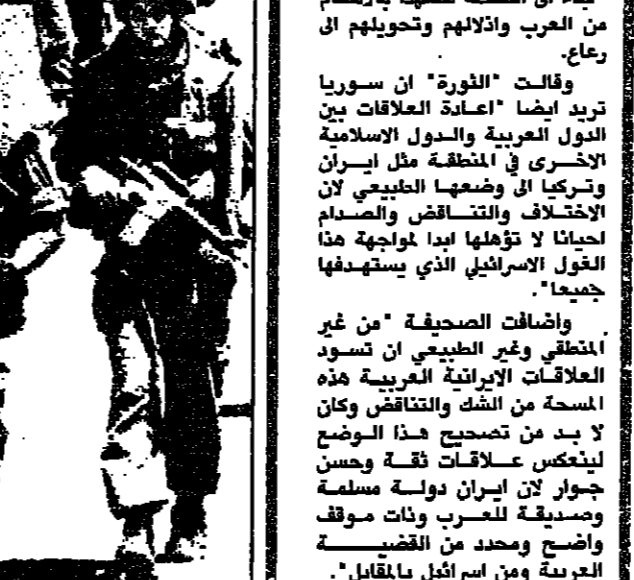 من العرب واذلالهم وتحويلهم الى
رعاع.
وقالت "الثورة" ان سوريا
تريد ايضا "اعادة العلاقات بين
الدول العربية والدول الاسلامية
الاخرى في المنطقة مثل ايران
وتركيا الى وضعها الطبيعي لان
الاختلاف والتناقض والصدام
احيانا لا تؤهلها ابدا لمواجهة هذا
الغول الاسرائيلي الذي يستهدفها
جميعا".
واضافت الصحيفة "من غير
المنطقي وغير الطبيعي ان تسود
العلاقات الايرانية العربية هذه
المسحة من الشك والتناقض وكان
لا بد من تصحيح هذا الوضع
لينعكس علاقات ثقة وحسن
جوار لان ايران دولة مسلمة
وصديقة للعرب وذات موقف
واضح ومحدد من القضية
العربية ومن اسرائيل بالمقابل".